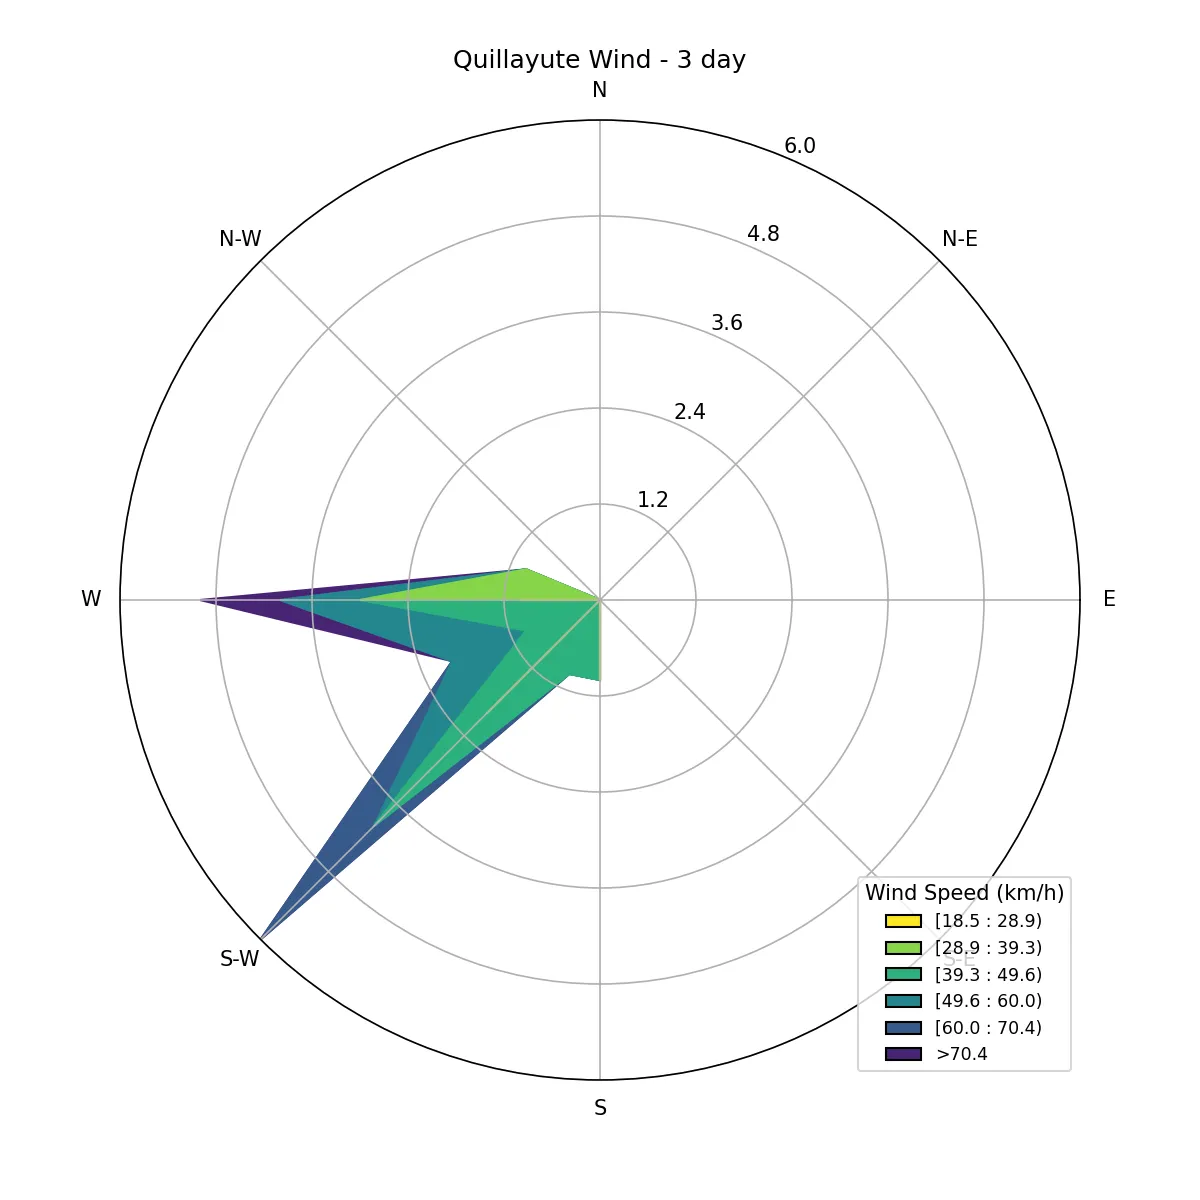 Quillayute Wind - 3 day
N
6.0
N-W
N-E
4.8
3.6
2.4
1.2
W
E
S-W
S-E
S
Wind Speed (km/h)
[18.5 : 28.9)
[28.9 : 39.3)
[39.3 : 49.6)
[49.6 : 60.0)
[60.0 : 70.4)
>70.4